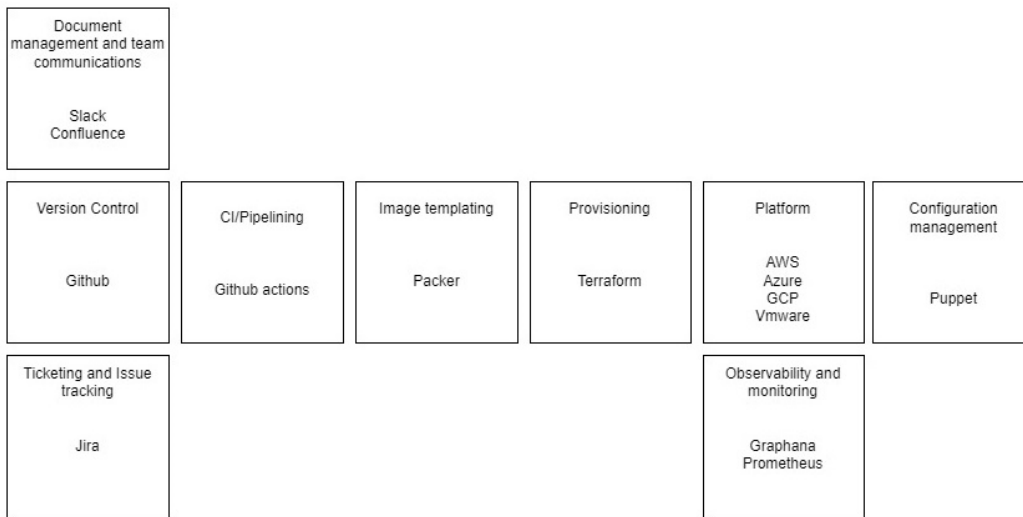 Document
management and team
communications
Slack
Confluence
Version Control
Github
CI/Pipelining
Github actions
Image templating
Packer
Provisioning
Terraform
Platform
AWS
Azure
GCP
Vmware
Configuration
management
Puppet
Ticketing and Issue
tracking
Jira
Observability and
monitoring
Graphana
Prometheus